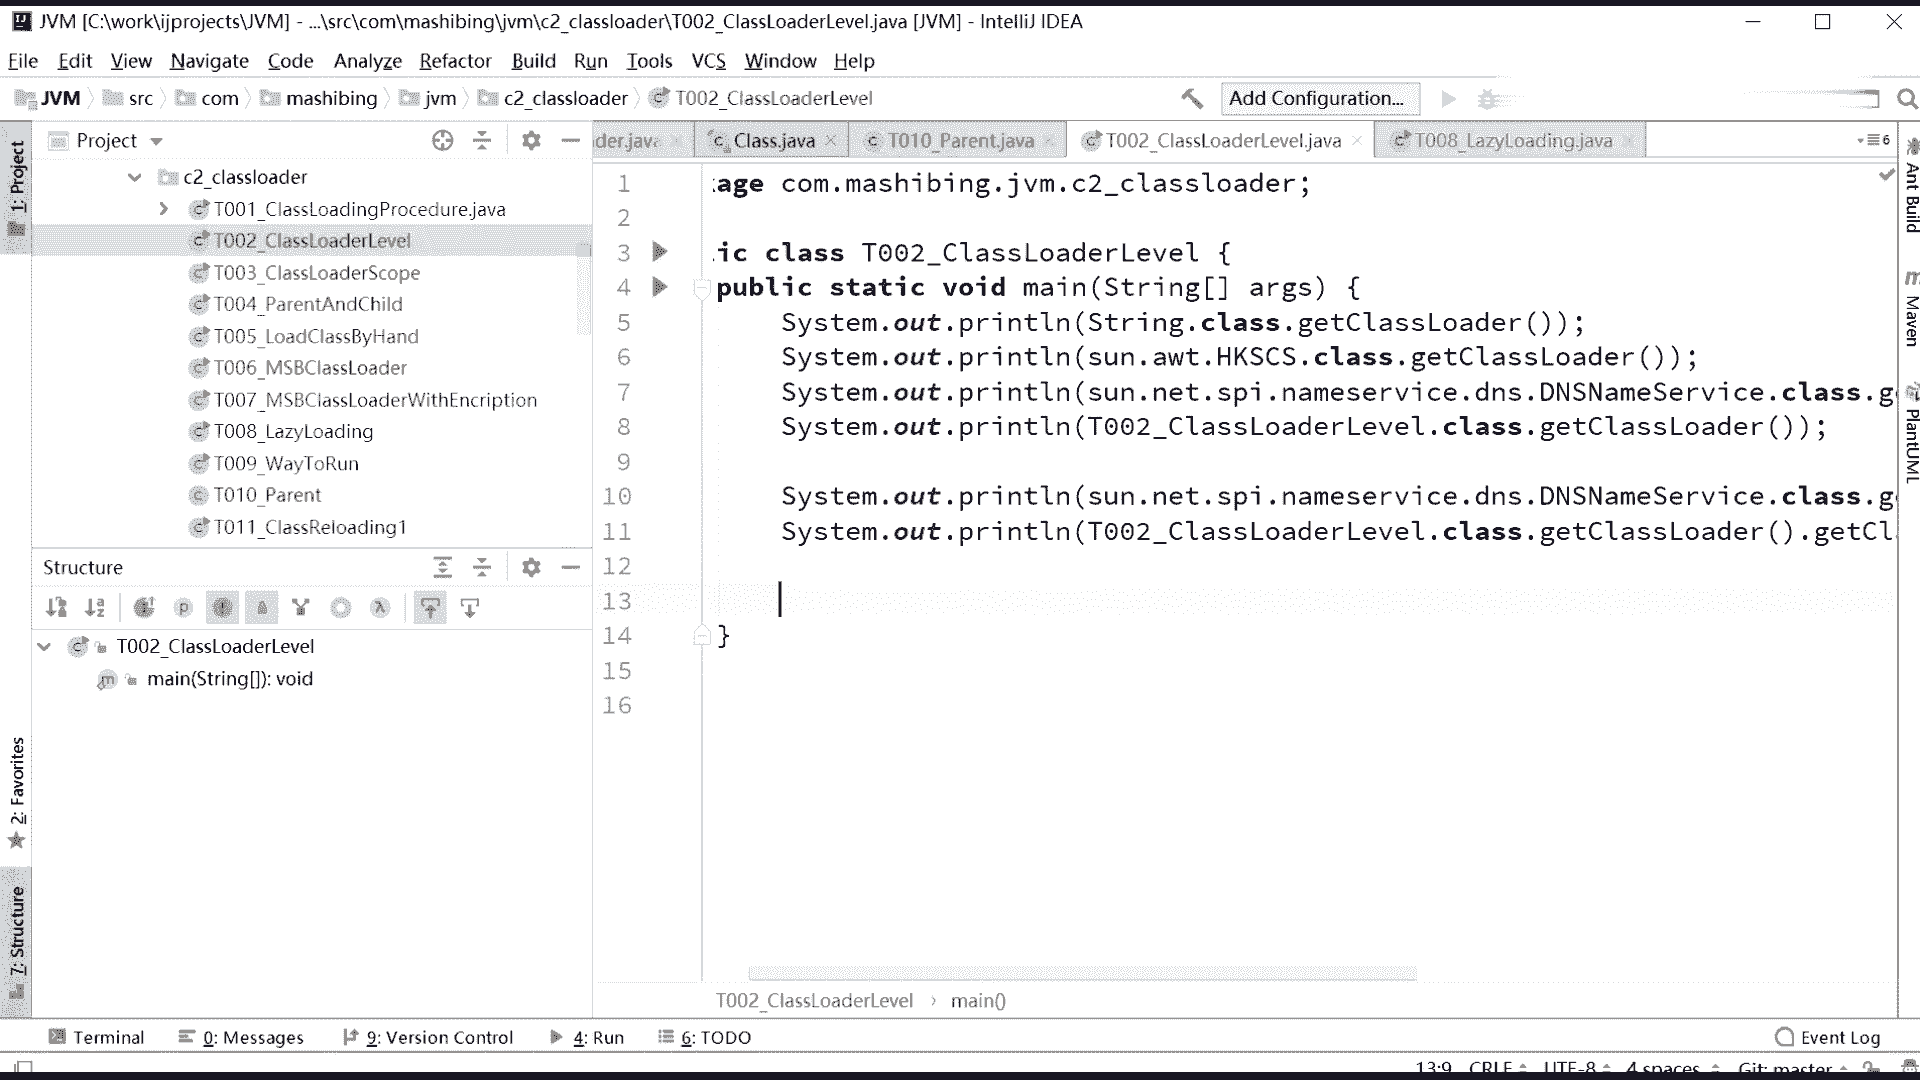 JVM [C:\work\ijprojects\JVM] - ...\src\com\mashibing\jvm\c2_classloader\T002_ClassLoaderLevel.java [JVM] - IntelliJ IDEA
File Edit View Navigate Code Analyze Refactor Build Run Tools VCS Window Help
JVM src com mashibing jvm c2_classloader T002_ClassLoaderLevel Add Configuration...
1: Project
Project
der.java Class.java T010_Parent.java T002_ClassLoaderLevel.java T008_LazyLoading.java 6
c2_classloader
T001_ClassLoadingProcedure.java
T002_ClassLoaderLevel
T003_ClassLoaderScope
T004_ParentAndChild
T005_LoadClassByHand
T006_MSBClassLoader
T007_MSBClassLoaderWithEncription
T008_LazyLoading
T009_WayToRun
T010_Parent
T011_ClassReloading1
Structure
T002_ClassLoaderLevel
main(String[]): void
2: Favorites
7: Structure
1 age com.mashibing.jvm.c2_classloader;
2
3 ic class T002_ClassLoaderLevel {
4 public static void main(String[] args) {
5 System.out.println(String.class.getClassLoader());
6 System.out.println(sun.awt.HKSCS.class.getClassLoader());
7 System.out.println(sun.net.spi.nameservice.dns.DNSNameService.class.g
8 System.out.println(T002_ClassLoaderLevel.class.getClassLoader());
9
10 System.out.println(sun.net.spi.nameservice.dns.DNSNameService.class.g
11 System.out.println(T002_ClassLoaderLevel.class.getClassLoader().getCl
12
13
14 }
15
16
T002_ClassLoaderLevel › main()
Ant Build
Maven
PlantUML
Terminal 0: Messages 9: Version Control 4: Run 6: TODO Event Log
13:9 CRLF UTF-8 4 spaces Git: master